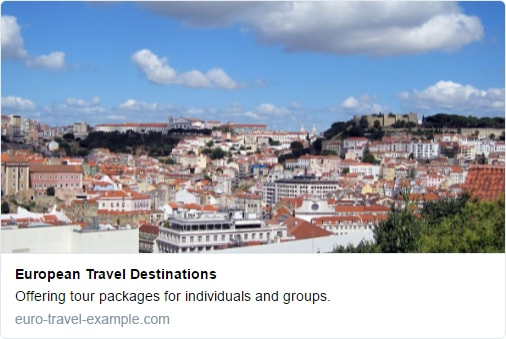 European Travel Destinations
Offering tour packages for individuals and groups.
euro-travel-example.com